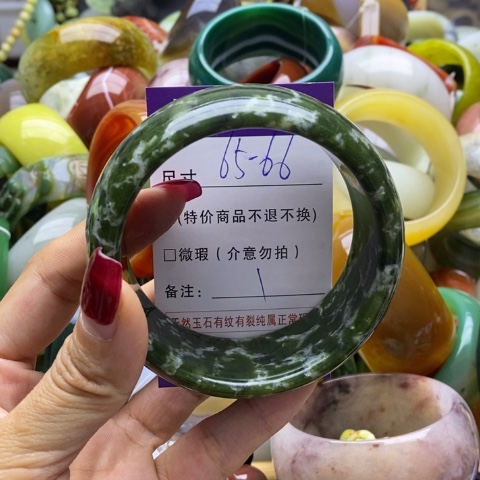 尺寸 65-66
(特价商品不退不换)
□微瑕(介意勿拍)
备注:
天然玉石有纹有裂纯属正常